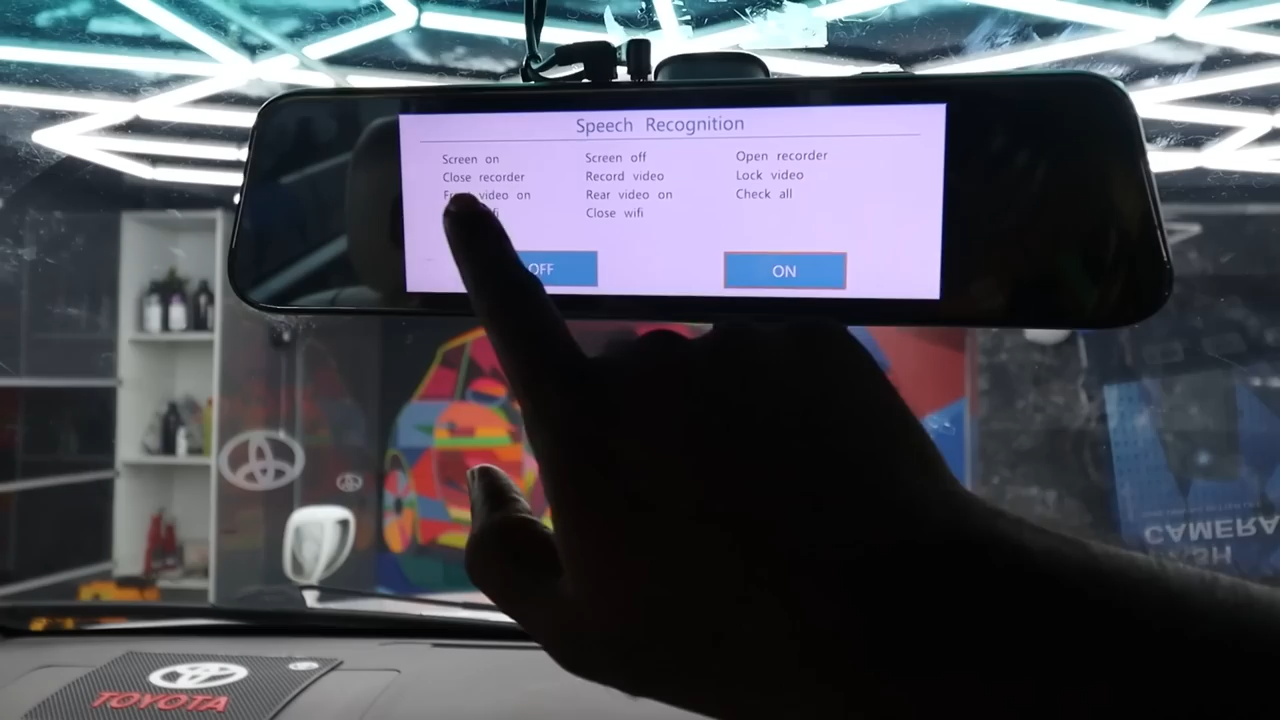 Speech Recognition
Screen on Screen off Open recorder
Close recorder Record video Lock video
video on Rear video on Check all
Close wifi
OFF ON
CAMERA
TOYOTA